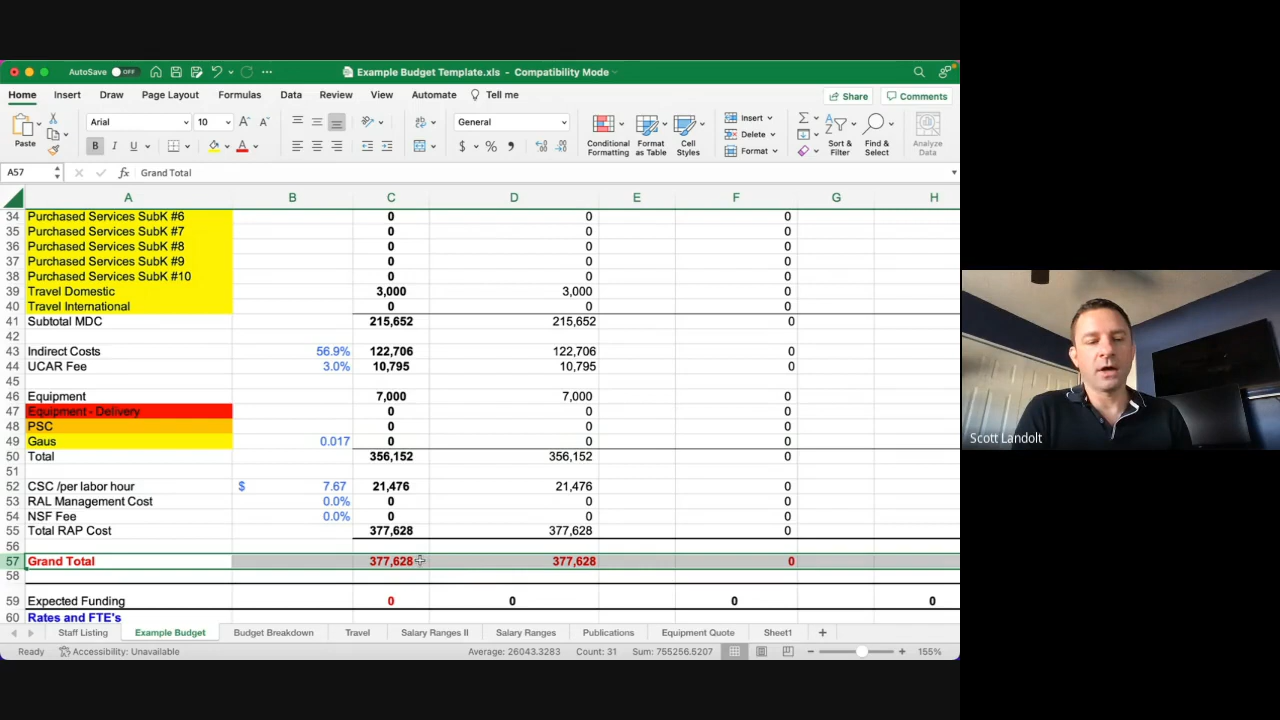 AutoSave OFF Example Budget Template.xls - Compatibility Mode
Home Insert Draw Page Layout Formulas Data Review View Automate Tell me Share Comments
Paste Arial 10 A A General Conditional Formatting Format as Table Cell Styles Insert Delete Format Sort & Filter Find & Select Analyze Data
B I U A $ % ,
A57 fx Grand Total
A B C D E F G H
34 Purchased Services SubK #6 0 0 0
35 Purchased Services SubK #7 0 0 0
36 Purchased Services SubK #8 0 0 0
37 Purchased Services SubK #9 0 0 0
38 Purchased Services SubK #10 0 0 0
39 Travel Domestic 3,000 3,000 0
40 Travel International 0 0 0
41 Subtotal MDC 215,652 215,652 0
42
43 Indirect Costs 56.9% 122,706 122,706 0
44 UCAR Fee 3.0% 10,795 10,795 0
45
46 Equipment 7,000 7,000 0
47 Equipment - Delivery 0 0 0
48 PSC 0 0 0
49 Gaus 0.017 0 0 0
50 Total 356,152 356,152 0
51
52 CSC /per labor hour $ 7.67 21,476 21,476 0
53 RAL Management Cost 0.0% 0 0 0
54 NSF Fee 0.0% 0 0 0
55 Total RAP Cost 377,628 377,628 0
56
57 Grand Total 377,628 377,628 0
58
59 Expected Funding 0 0 0 0
60 Rates and FTE's
Staff Listing Example Budget Budget Breakdown Travel Salary Ranges II Salary Ranges Publications Equipment Quote Sheet1
Ready Accessibility: Unavailable Average: 26043.3283 Count: 31 Sum: 755256.5207 155%
Scott Landolt